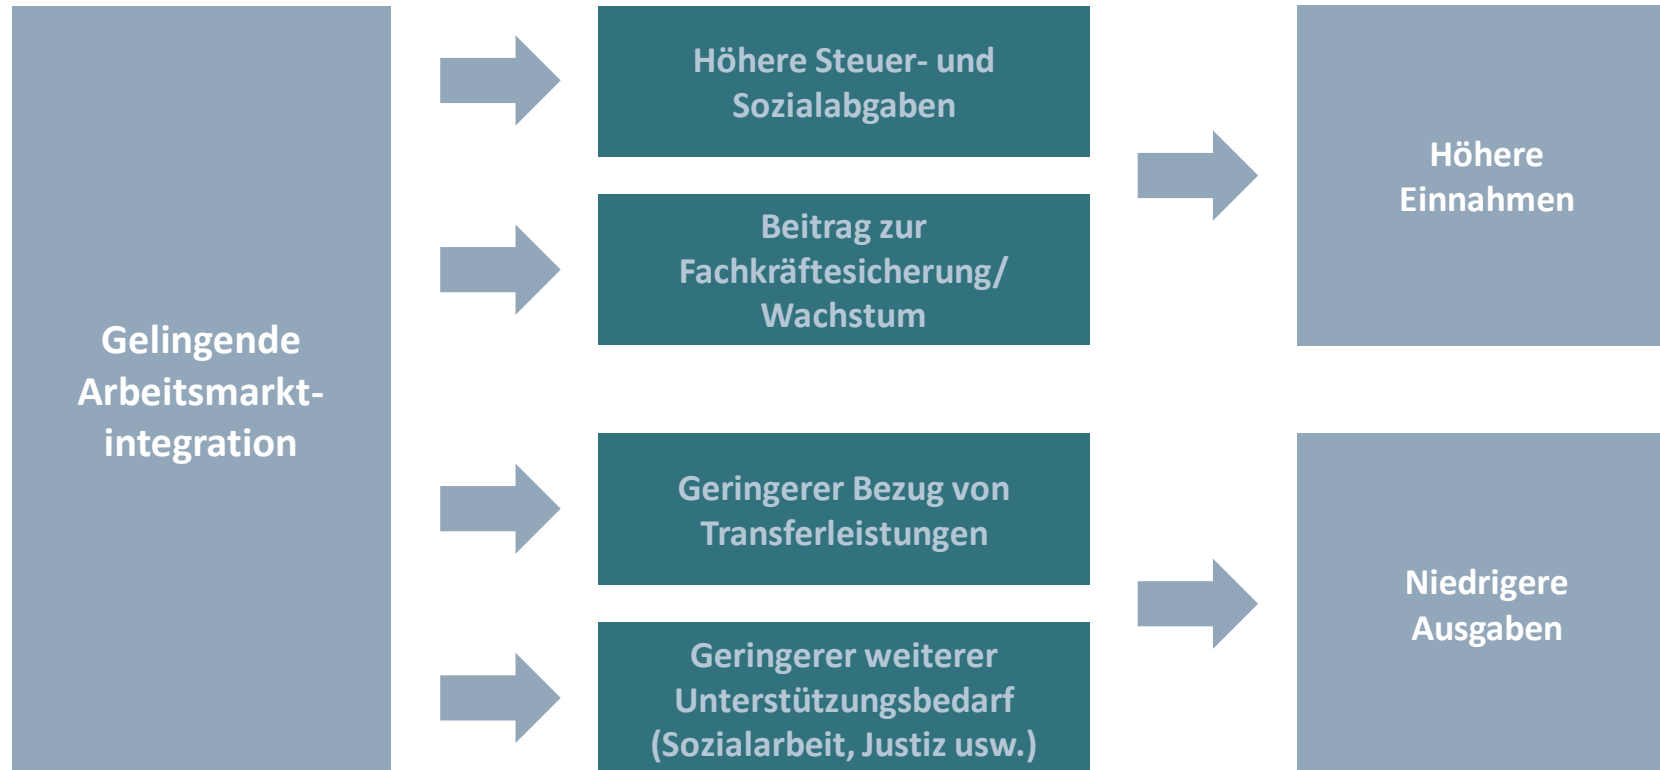 Gelingende
Arbeitsmarkt-
integration
Höhere Steuer- und
Sozialabgaben
Beitrag zur
Fachkräftesicherung/
Wachstum
Geringerer Bezug von
Transferleistungen
Geringerer weiterer
Unterstützungsbedarf
(Sozialarbeit, Justiz usw.)
Höhere
Einnahmen
Niedrigere
Ausgaben